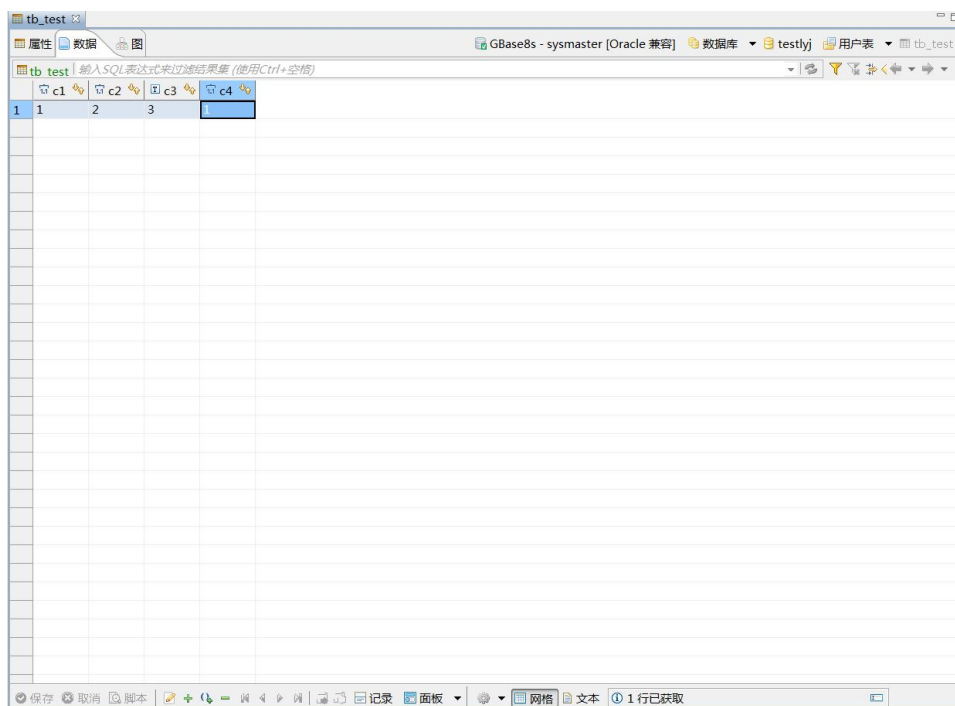 tb_test
属性 数据 图 GBase8s - sysmaster [Oracle 兼容] 数据库 testlyj 用户表 tb_test
tb_test 输入SQL表达式来过滤结果集 (使用Ctrl+空格)
c1 c2 c3 c4
1 1 2 3 1
保存 取消 脚本 记录 面板 网格 文本 1 行已获取